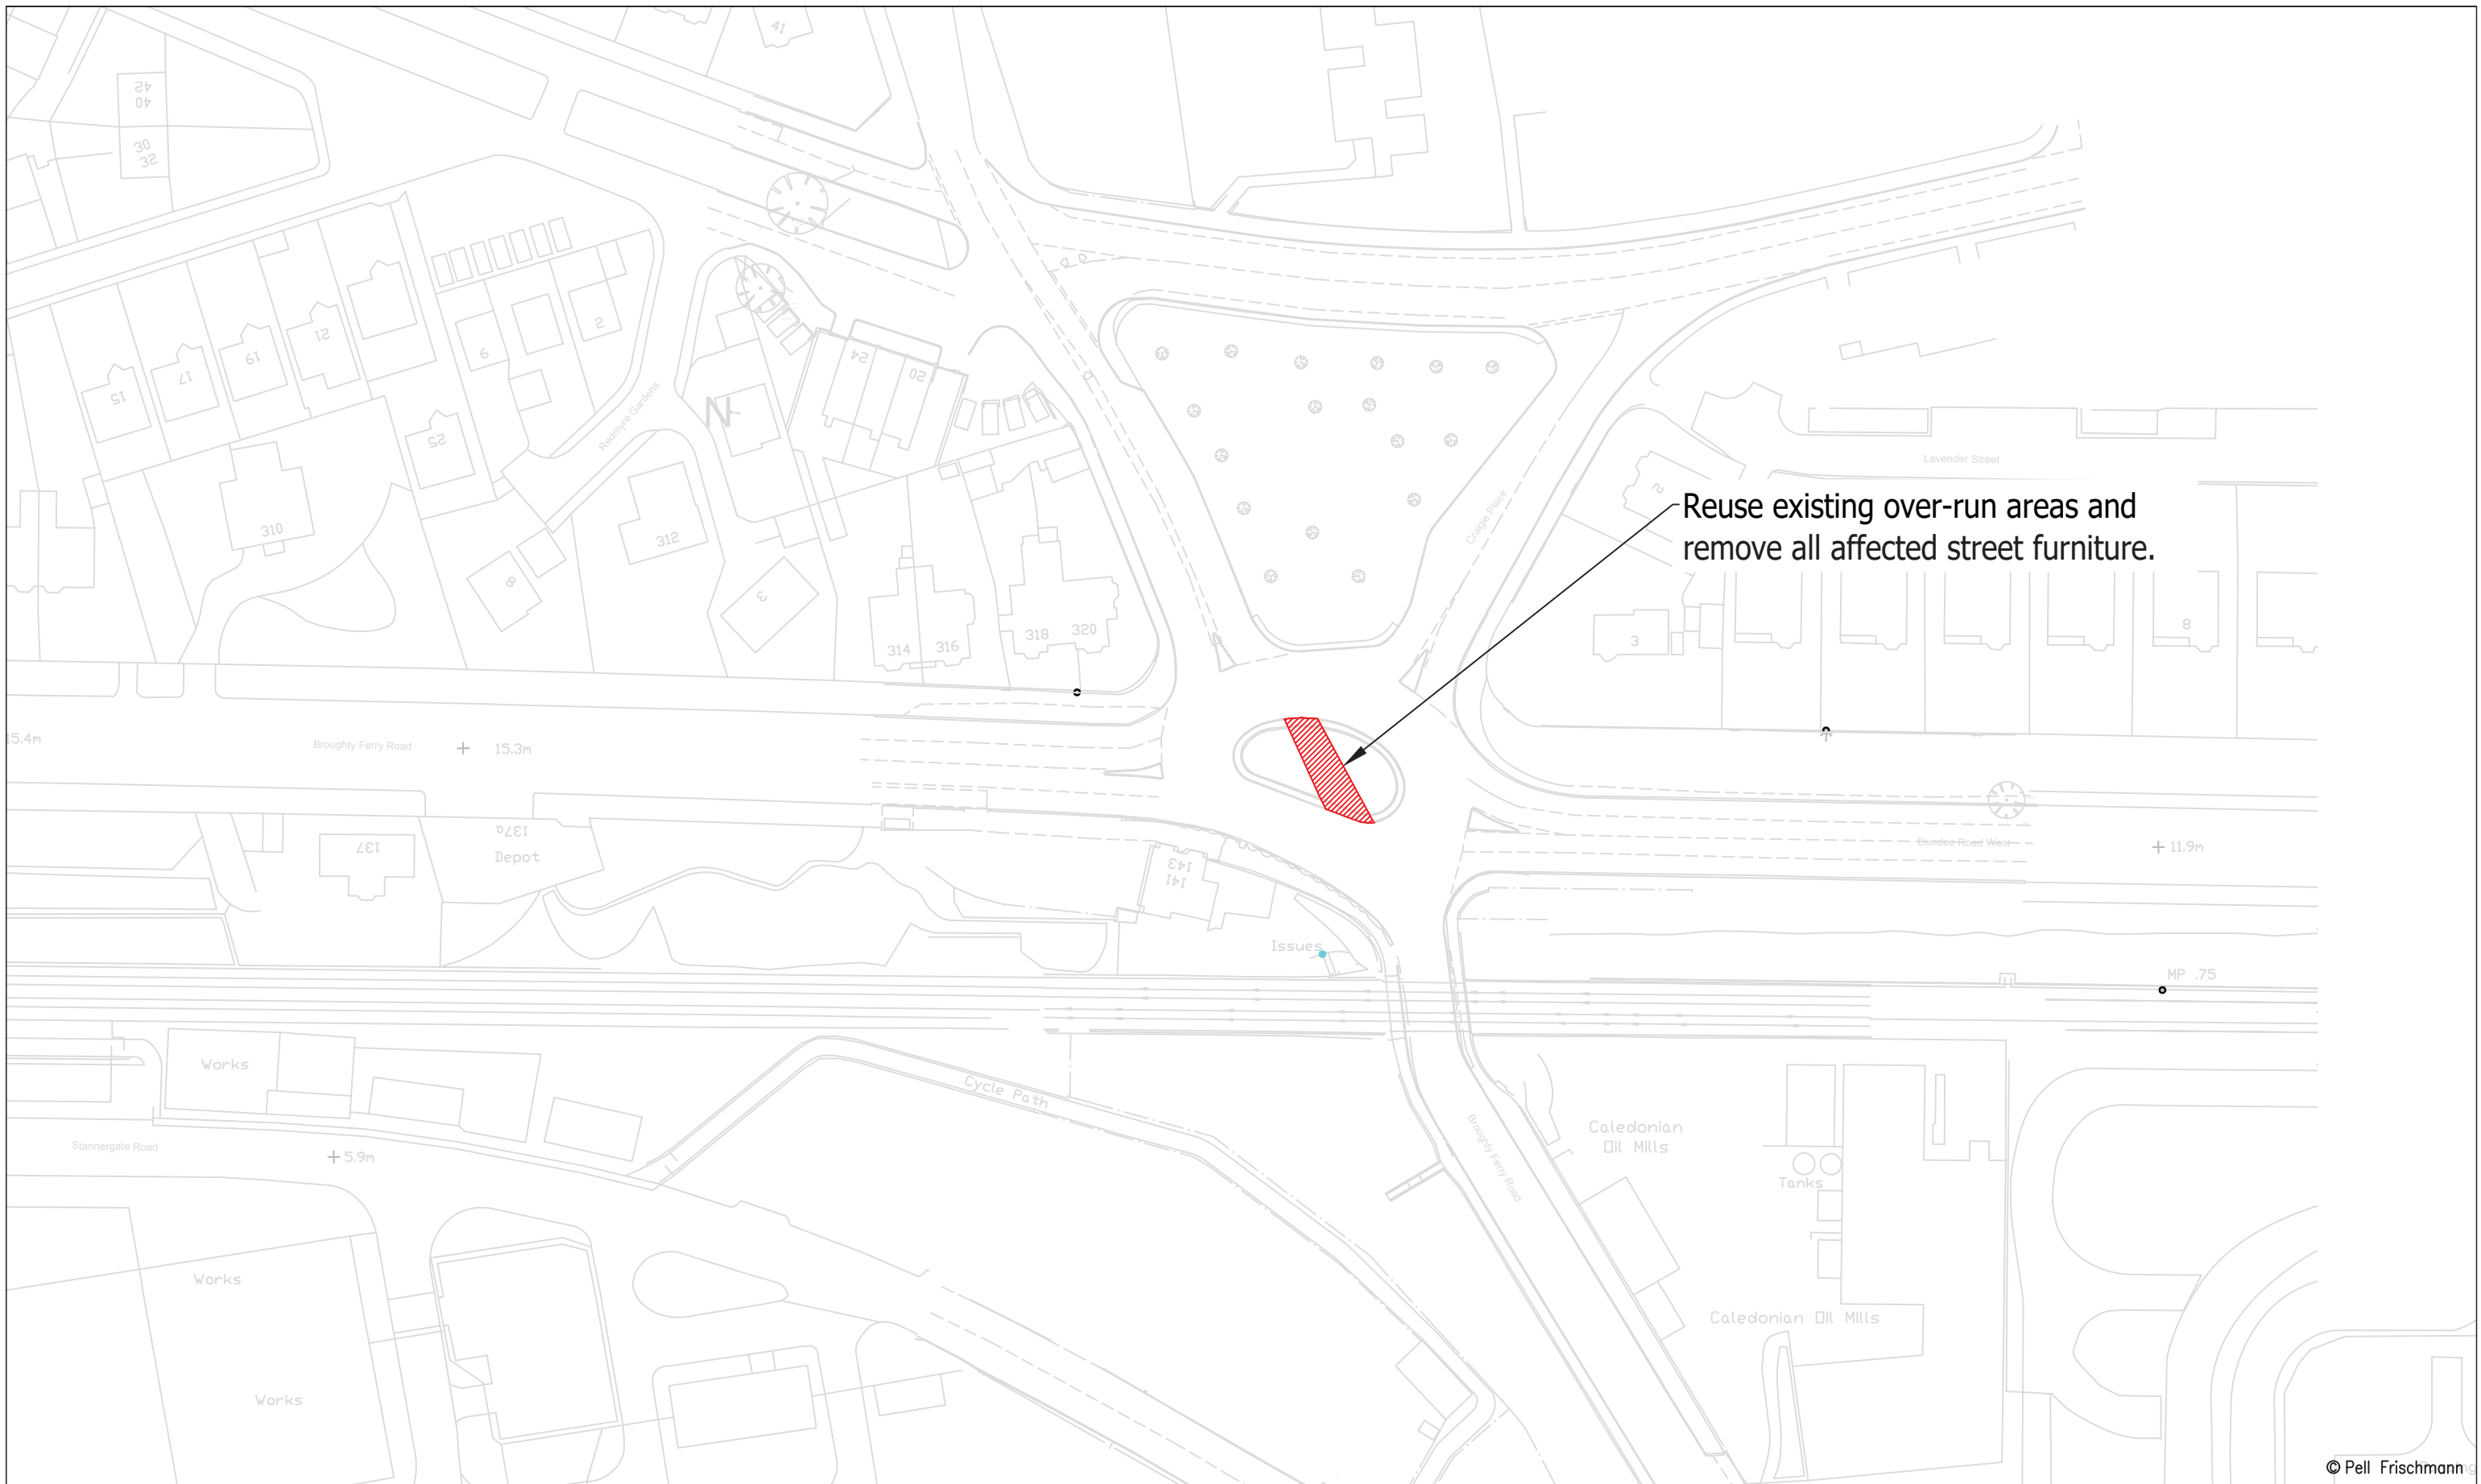 41
42
40
30
32
15
17
19
21
25
9
2
24
20
N
Redmyre Gardens
310
312
8
3
314
316
318
320
Craigie Place
Lavender Street
2
Reuse existing over-run areas and
remove all affected street furniture.
3
8
15.4m
Broughty Ferry Road
15.3m
137
137a
Depot
143
141
Dundee Road West
11.9m
Issues
MP .75
Works
Cycle Path
Stannergate Road
5.9m
Broughty Ferry Road
Caledonian
Oil Mills
Tanks
Works
Caledonian Oil Mills
Works
© Pell Frischmann